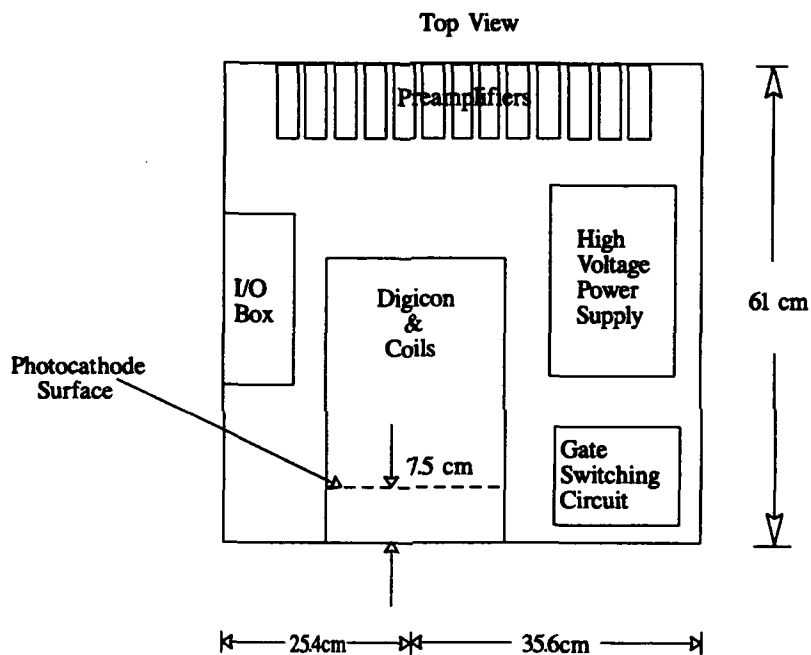 Top View
Preamplifiers
I/O
Box
Digicon
&
Coils
High
Voltage
Power
Supply
61 cm
Photocathode
Surface
7.5 cm
Gate
Switching
Circuit
25.4cm
35.6cm